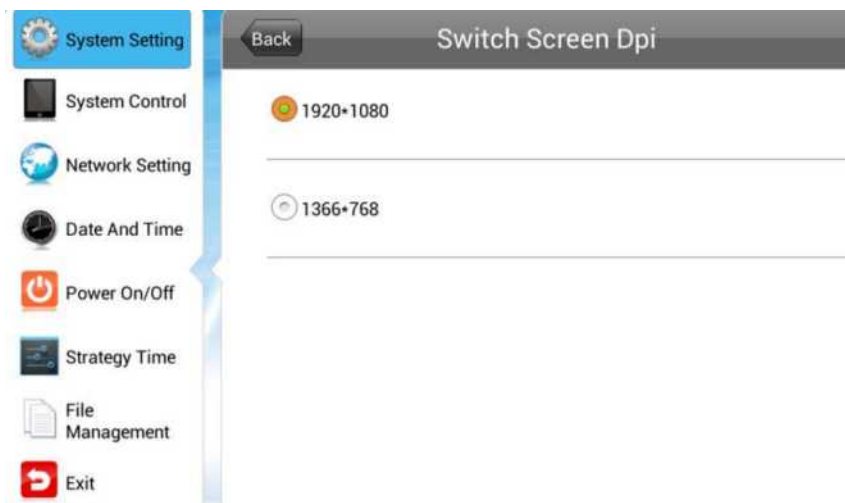 System Setting
Back
Switch Screen Dpi
System Control
1920*1080
Network Setting
1366*768
Date And Time
Power On/Off
Strategy Time
File
Management
Exit